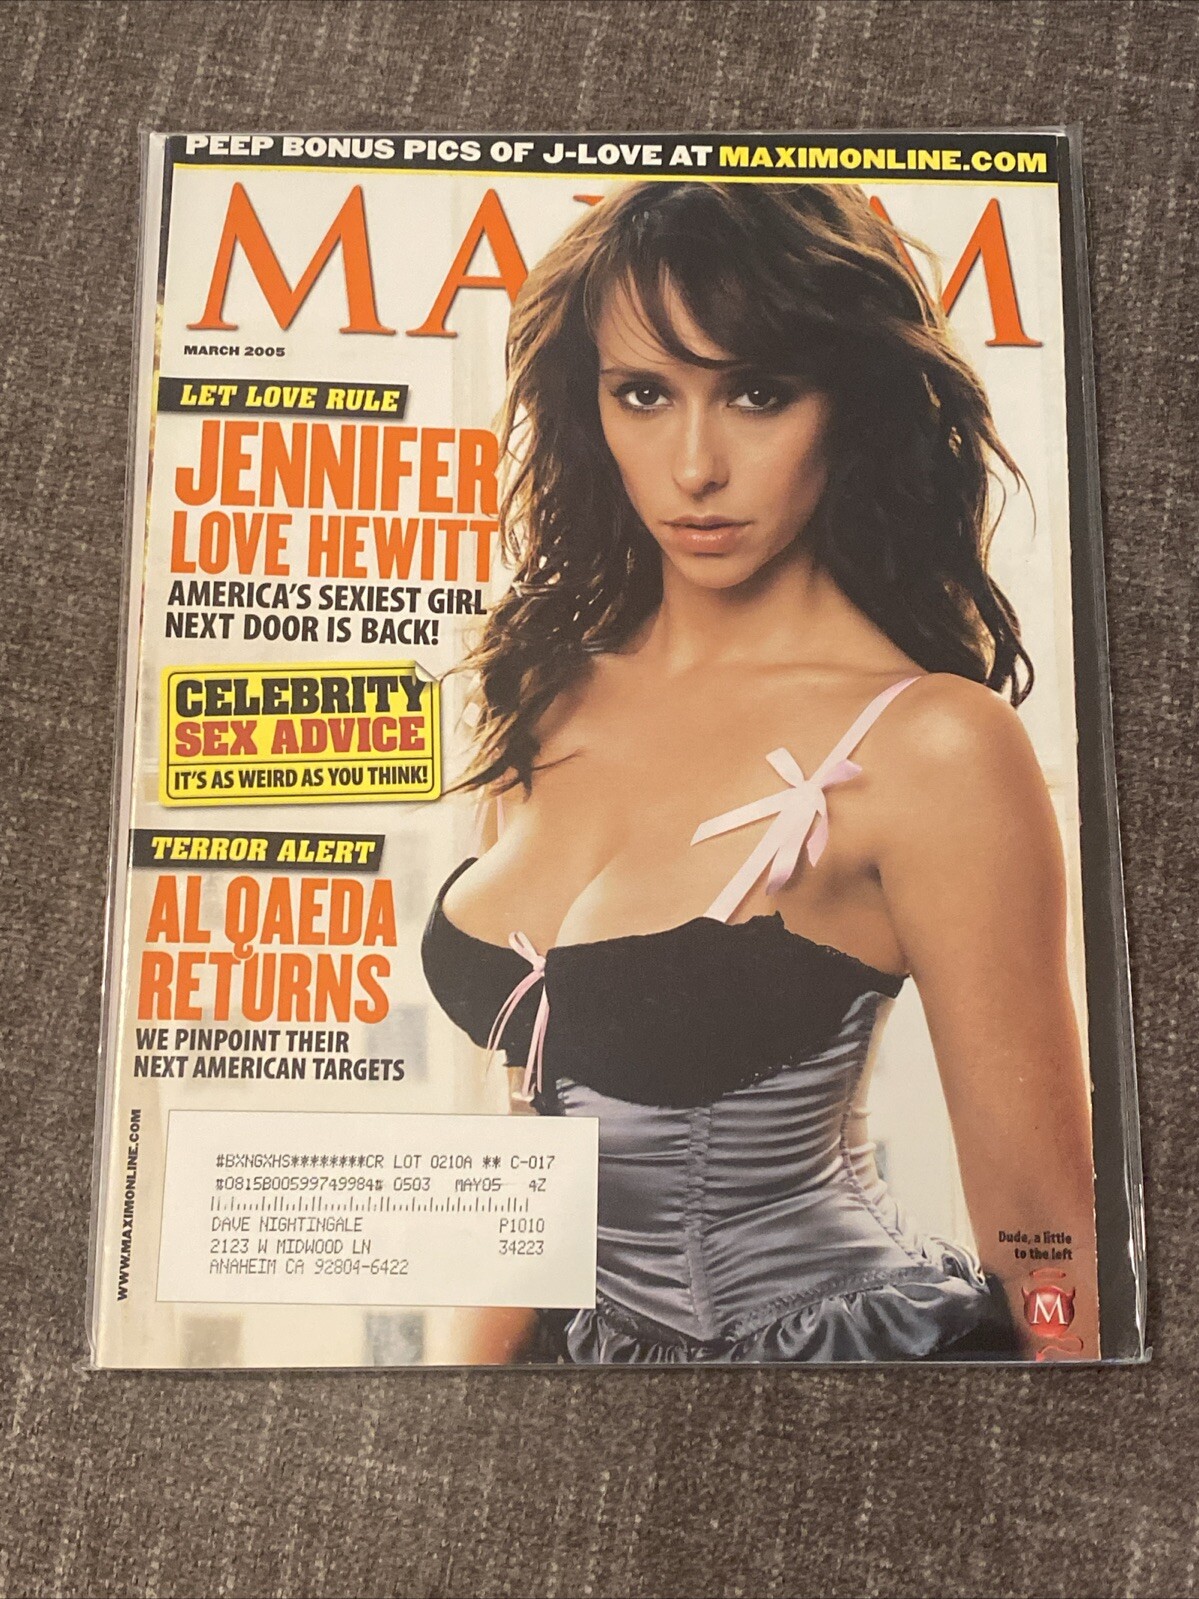 PEEP BONUS PICS OF J-LOVE AT MAXIMONLINE.COM
MAXIM
MARCH 2005
LET LOVE RULE
JENNIFER
LOVE HEWITT
AMERICA'S SEXIEST GIRL
NEXT DOOR IS BACK!
CELEBRITY
SEX ADVICE
IT'S AS WEIRD AS YOU THINK!
TERROR ALERT
AL QAEDA
RETURNS
WE PINPOINT THEIR
NEXT AMERICAN TARGETS
WWW.MAXIMONLINE.COM
#BXNGXHS********CR LOT 0210A ** C-017
#0815B00599749984# 0503 MAY05 4Z
DAVE NIGHTINGALE P1010
2123 W MIDWOOD LN 34223
ANAHEIM CA 92804-6422
Dude, a little
to the left
M